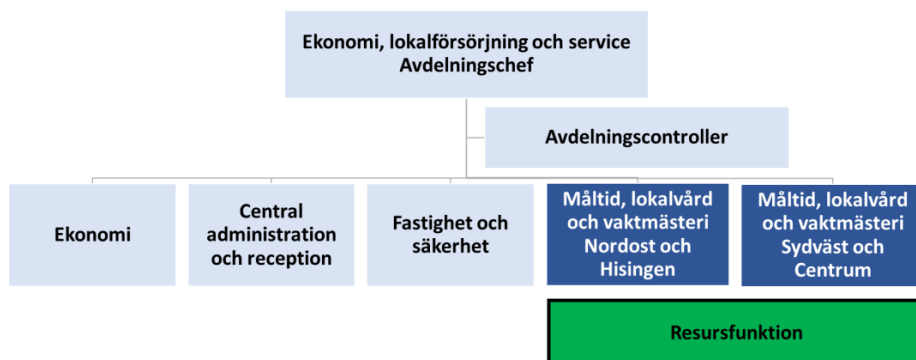 Ekonomi, lokalförsörjning och service
Avdelningschef
Avdelningscontroller
Ekonomi
Central
administration
och reception
Fastighet och
säkerhet
Måltid, lokalvård
och vaktmästeri
Nordost och
Hisingen
Måltid, lokalvård
och vaktmästeri
Sydväst och
Centrum
Resursfunktion